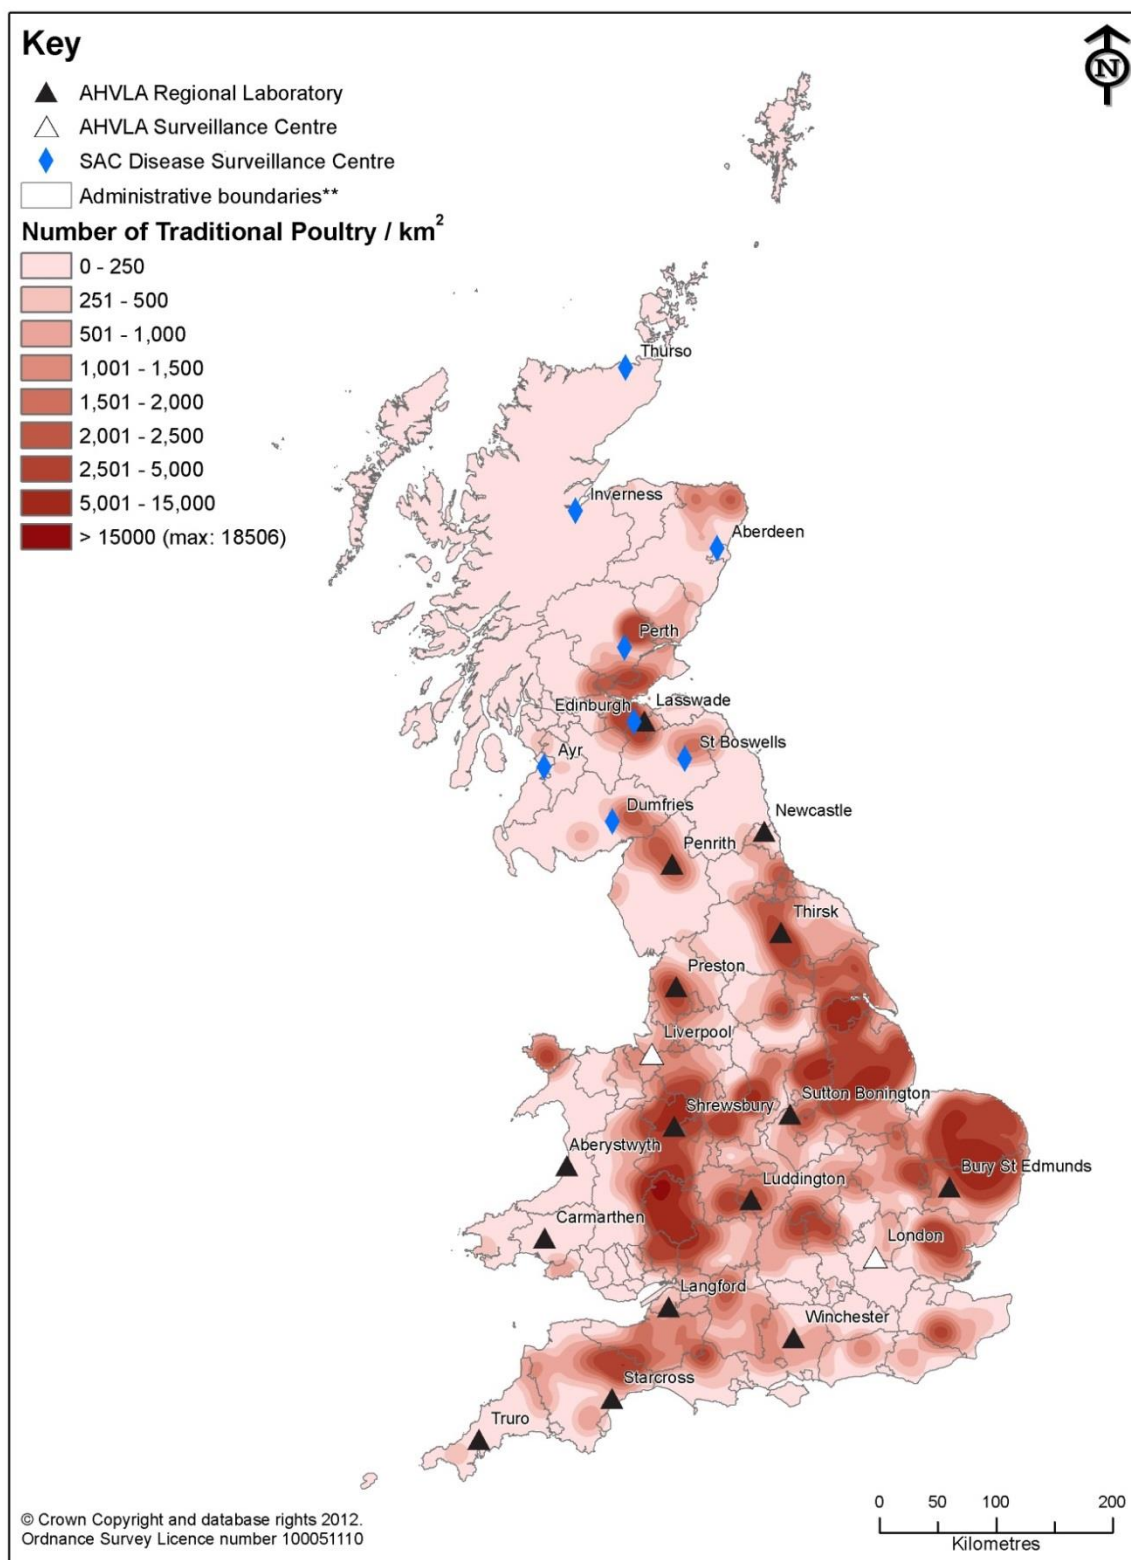 Key
AHVLA Regional Laboratory
AHVLA Surveillance Centre
SAC Disease Surveillance Centre
Administrative boundaries**
Number of Traditional Poultry / km²
0 - 250
251 - 500
501 - 1,000
1,001 - 1,500
1,501 - 2,000
2,001 - 2,500
2,501 - 5,000
5,001 - 15,000
> 15000 (max: 18506)
N
Thurso
Inverness
Aberdeen
Perth
Lasswade
Edinburgh
St Boswells
Ayr
Dumfries
Newcastle
Penrith
Thirsk
Preston
Liverpool
Sutton Bonington
Shrewsbury
Aberystwyth
Bury St Edmunds
Luddington
Carmarthen
London
Langford
Winchester
Starcross
Truro
0 50 100 200
Kilometres
© Crown Copyright and database rights 2012.
Ordnance Survey Licence number 100051110